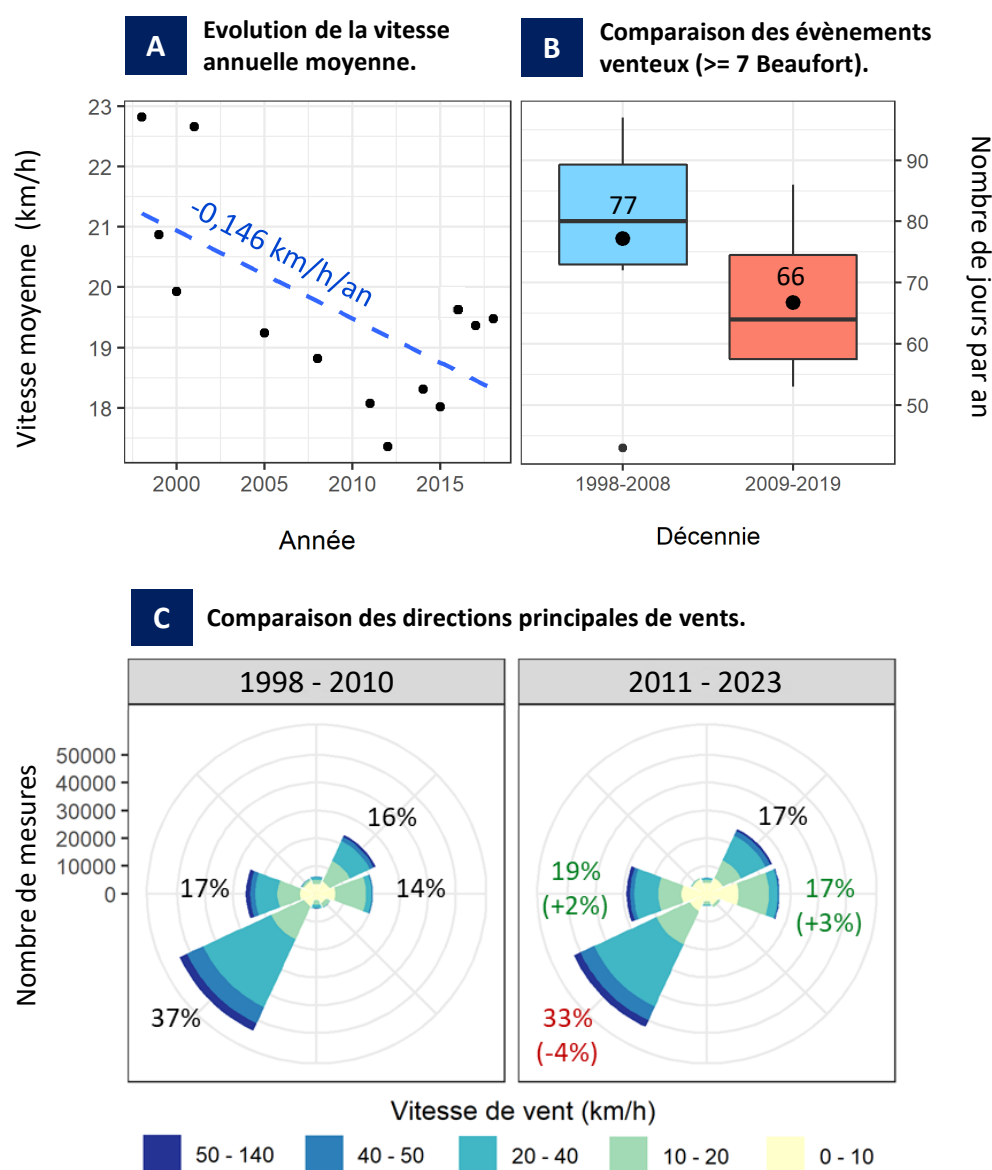 A
Evolution de la vitesse
annuelle moyenne.
B
Comparaison des évènements
venteux (>= 7 Beaufort).
Vitesse moyenne (km/h)
23
22
21
20
19
18
-0,146 km/h/an
2000
2005
2010
2015
Année
77
66
90
80
70
60
50
Nombre de jours par an
1998-2008
2009-2019
Décennie
C
Comparaison des directions principales de vents.
1998 - 2010
2011 - 2023
Nombre de mesures
50000
40000
30000
20000
10000
0
16%
17%
14%
37%
17%
19%
(+2%)
17%
(+3%)
33%
(-4%)
Vitesse de vent (km/h)
50 - 140
40 - 50
20 - 40
10 - 20
0 - 10